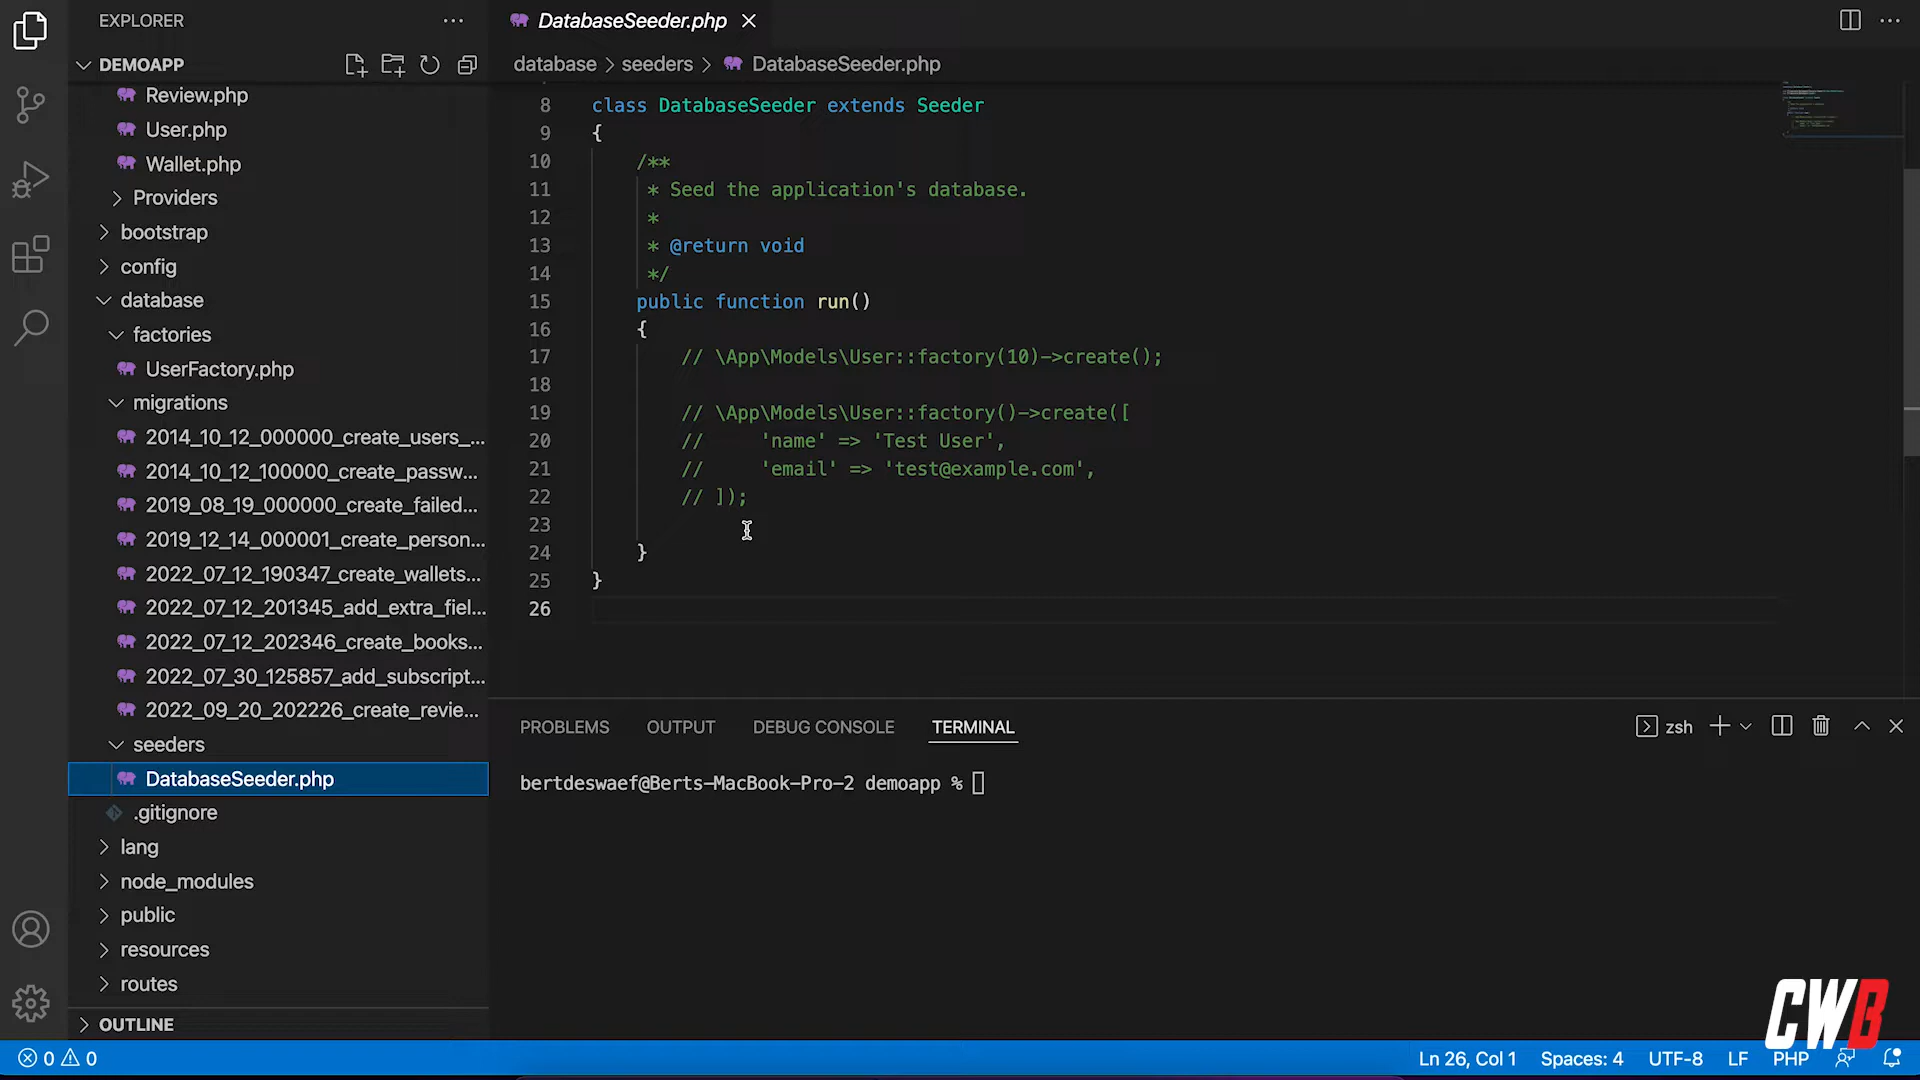 EXPLORER
DEMOAPP
Review.php
User.php
Wallet.php
Providers
bootstrap
config
database
factories
UserFactory.php
migrations
2014_10_12_000000_create_users_...
2014_10_12_100000_create_passw...
2019_08_19_000000_create_failed...
2019_12_14_000001_create_person...
2022_07_12_190347_create_wallets...
2022_07_12_201345_add_extra_fiel...
2022_07_12_202346_create_books...
2022_07_30_125857_add_subscript...
2022_09_20_202226_create_revie...
seeders
DatabaseSeeder.php
.gitignore
lang
node_modules
public
resources
routes
OUTLINE
DatabaseSeeder.php
database > seeders > DatabaseSeeder.php
8 class DatabaseSeeder extends Seeder
9 {
10 /**
11 * Seed the application's database.
12 *
13 * @return void
14 */
15 public function run()
16 {
17 // \App\Models\User::factory(10)->create();
18
19 // \App\Models\User::factory()->create([
20 // 'name' => 'Test User',
21 // 'email' => 'test@example.com',
22 // ]);
23
24 }
25 }
26
PROBLEMS OUTPUT DEBUG CONSOLE TERMINAL
zsh
bertdeswaef@Berts-MacBook-Pro-2 demoapp %
CWB
0 0
Ln 26, Col 1 Spaces: 4 UTF-8 LF PHP